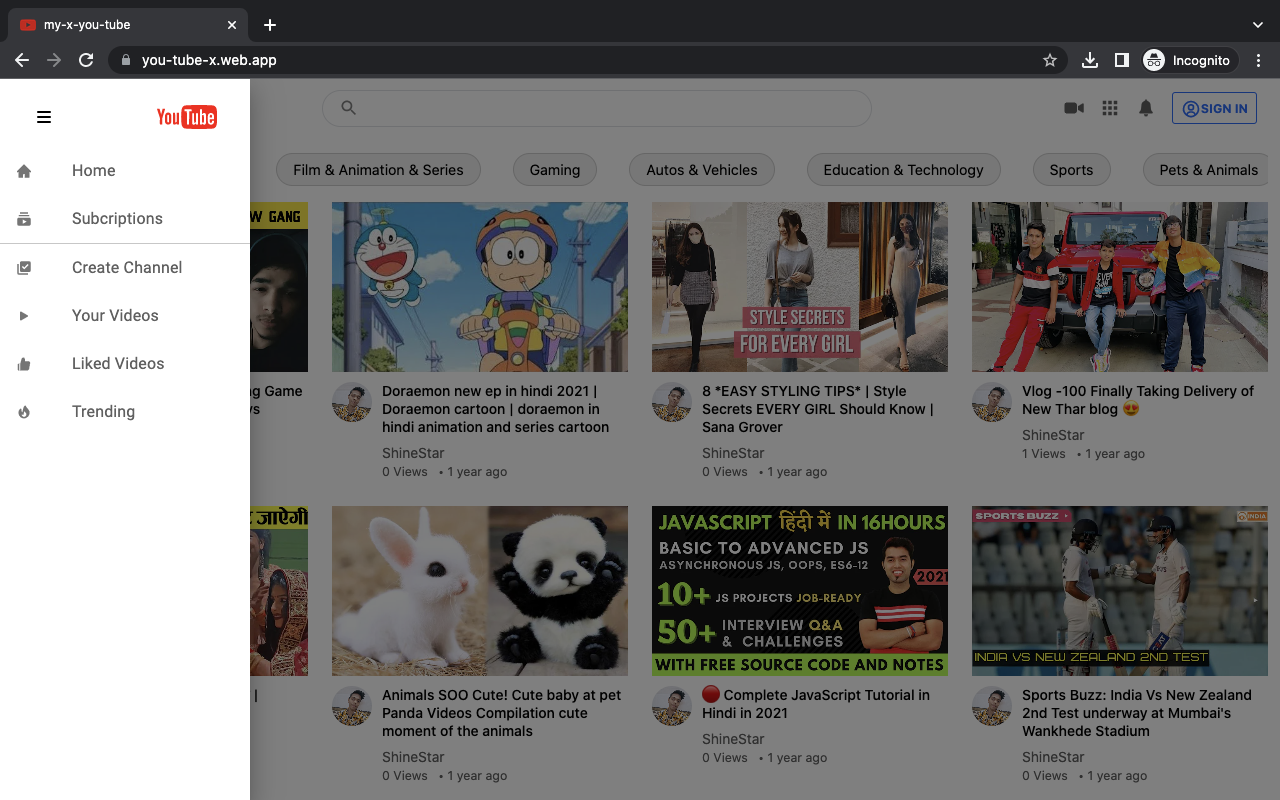 my-x-you-tube
you-tube-x.web.app
Incognito
YouTube
SIGN IN
Home
Subcriptions
Create Channel
Your Videos
Liked Videos
Trending
Film & Animation & Series
Gaming
Autos & Vehicles
Education & Technology
Sports
Pets & Animals
W GANG
STYLE SECRETS
FOR EVERY GIRL
ng Game
Doraemon new ep in hindi 2021 |
Doraemon cartoon | doraemon in
hindi animation and series cartoon
ShineStar
0 Views • 1 year ago
8 *EASY STYLING TIPS* | Style
Secrets EVERY GIRL Should Know |
Sana Grover
ShineStar
0 Views • 1 year ago
Vlog -100 Finally Taking Delivery of
New Thar blog 😍
ShineStar
1 Views • 1 year ago
जाऐगी
JAVASCRIPT हिंदी में IN 16HOURS
BASIC TO ADVANCED JS
ASYNCHRONOUS JS, OOPS, ES6-12
2021
10+ JS PROJECTS JOB-READY
50+ INTERVIEW Q&A
& CHALLENGES
WITH FREE SOURCE CODE AND NOTES
SPORTS BUZZ
INDIA
INDIA VS NEW ZEALAND 2ND TEST
|
Animals SOO Cute! Cute baby at pet
Panda Videos Compilation cute
moment of the animals
ShineStar
0 Views • 1 year ago
🔴 Complete JavaScript Tutorial in
Hindi in 2021
ShineStar
0 Views • 1 year ago
Sports Buzz: India Vs New Zealand
2nd Test underway at Mumbai's
Wankhede Stadium
ShineStar
0 Views • 1 year ago